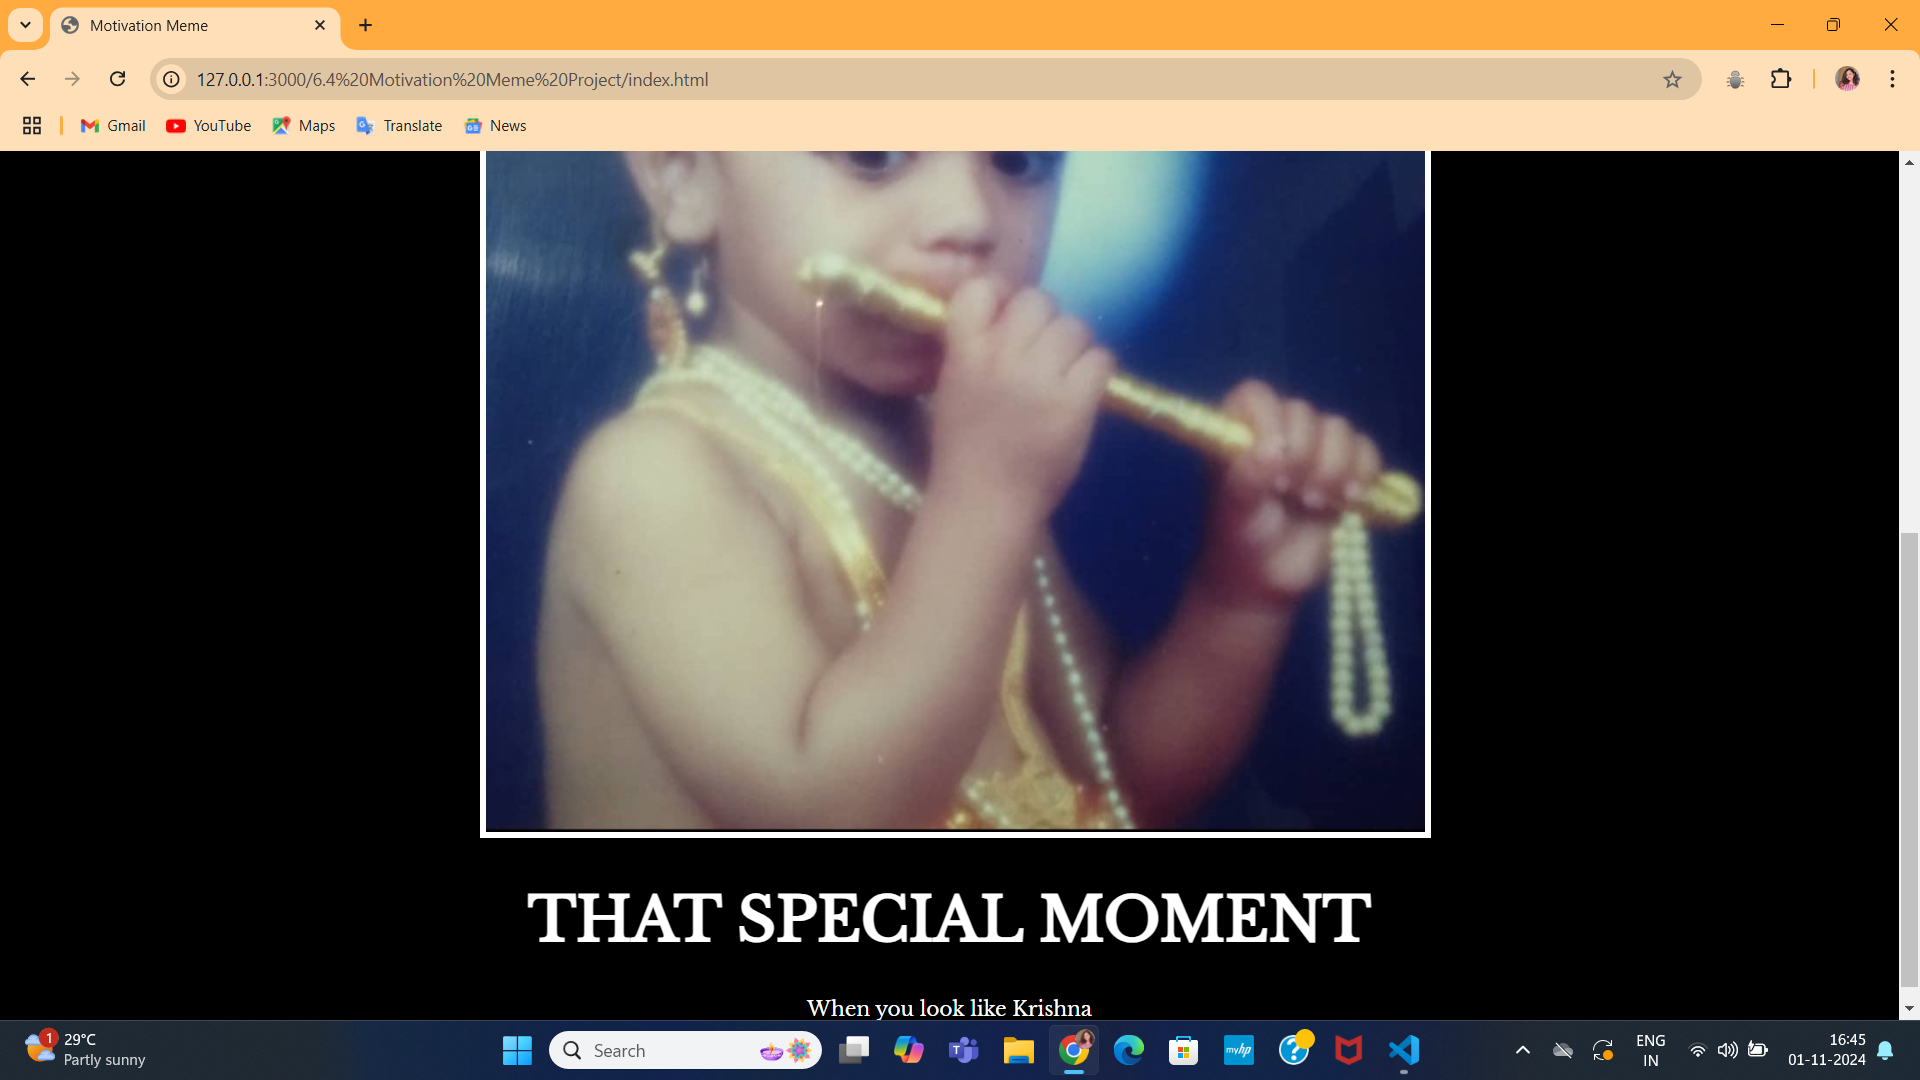 Motivation Meme
127.0.0.1:3000/6.4%20Motivation%20Meme%20Project/index.html
Gmail YouTube Maps Translate News
THAT SPECIAL MOMENT
When you look like Krishna
1 29°C
Partly sunny
Search
myhp
ENG
IN
16:45
01-11-2024